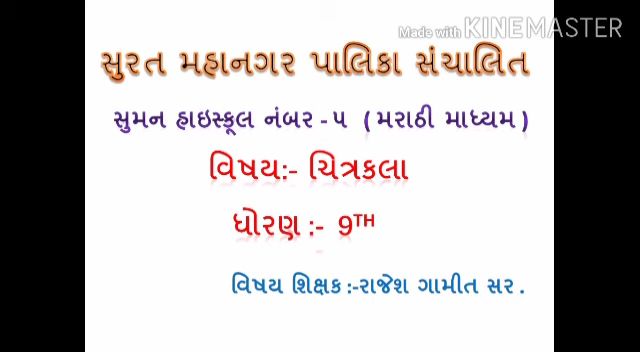 Made with KINEMASTER
સુરત મહાનગર પાલિકા સંચાલિત
સુમન હાઇસ્કૂલ નંબર - ૫ ( મરાઠી માધ્યમ )
વિષય:- ચિત્રકલા
ધોરણ :- 9TH
વિષય શિક્ષક :-રાજેશ ગામીત સર .